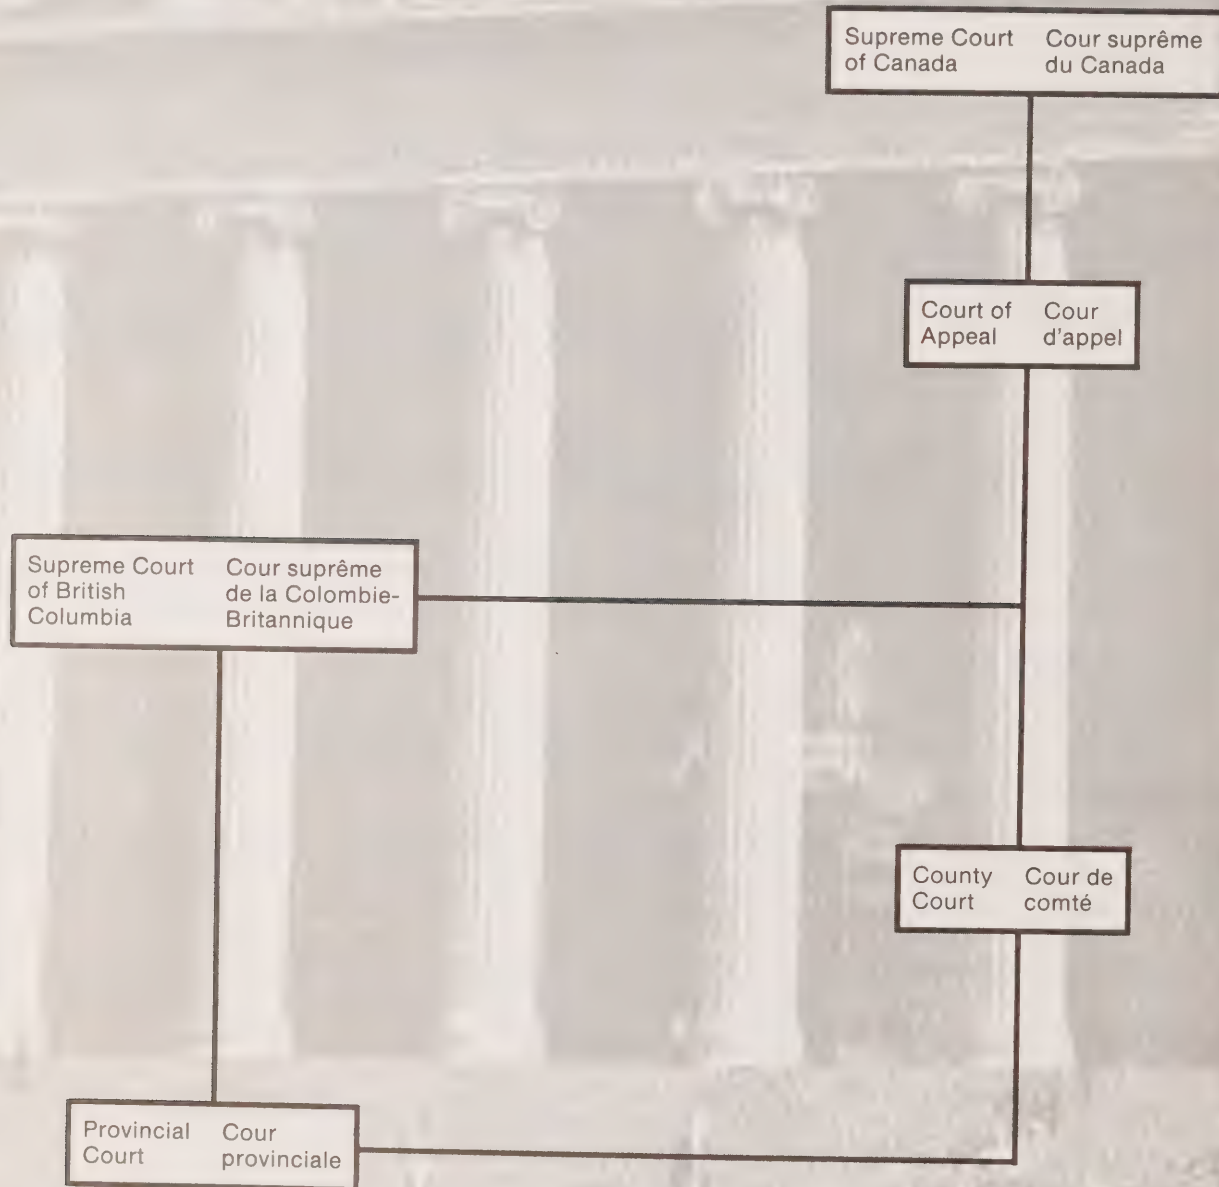 Supreme Court
of Canada
Cour suprême
du Canada
Court of
Appeal
Cour
d'appel
Supreme Court
of British
Columbia
Cour suprême
de la Colombie-
Britannique
County
Court
Cour de
comté
Provincial
Court
Cour
provinciale